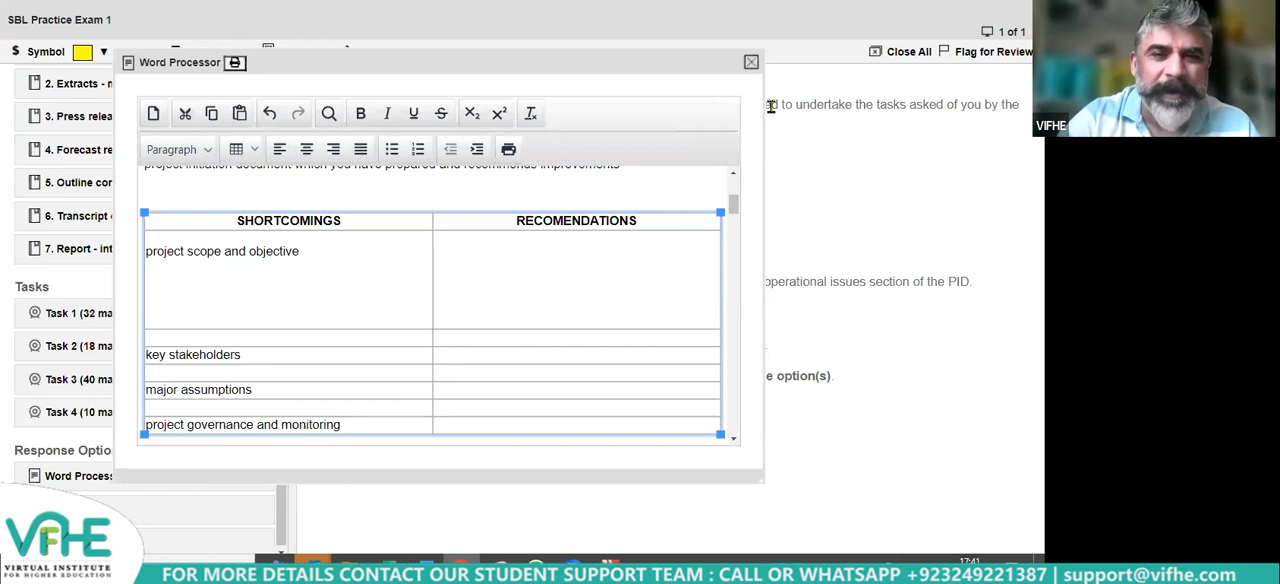 SBL Practice Exam 1
1 of 1
$ Symbol
Close All
Flag for Review
2. Extracts -
3. Press relea
4. Forecast re
5. Outline cor
6. Transcript
7. Report - int
Tasks
Task 1 (32 ma
Task 2 (18 ma
Task 3 (40 ma
Task 4 (10 ma
Response Optio
Word Process
Word Processor
B I U S X2 X2 Tx
Paragraph
project initiation document which you have prepared and recommends improvements
SHORTCOMINGS RECOMENDATIONS
project scope and objective
key stakeholders
major assumptions
project governance and monitoring
to undertake the tasks asked of you by the
operational issues section of the PID.
e option(s).
VIFHE
17:41
VIFHE
VIRTUAL INSTITUTE
FOR HIGHER EDUCATION
FOR MORE DETAILS CONTACT OUR STUDENT SUPPORT TEAM : CALL OR WHATSAPP +923249221387 | support@vifhe.com